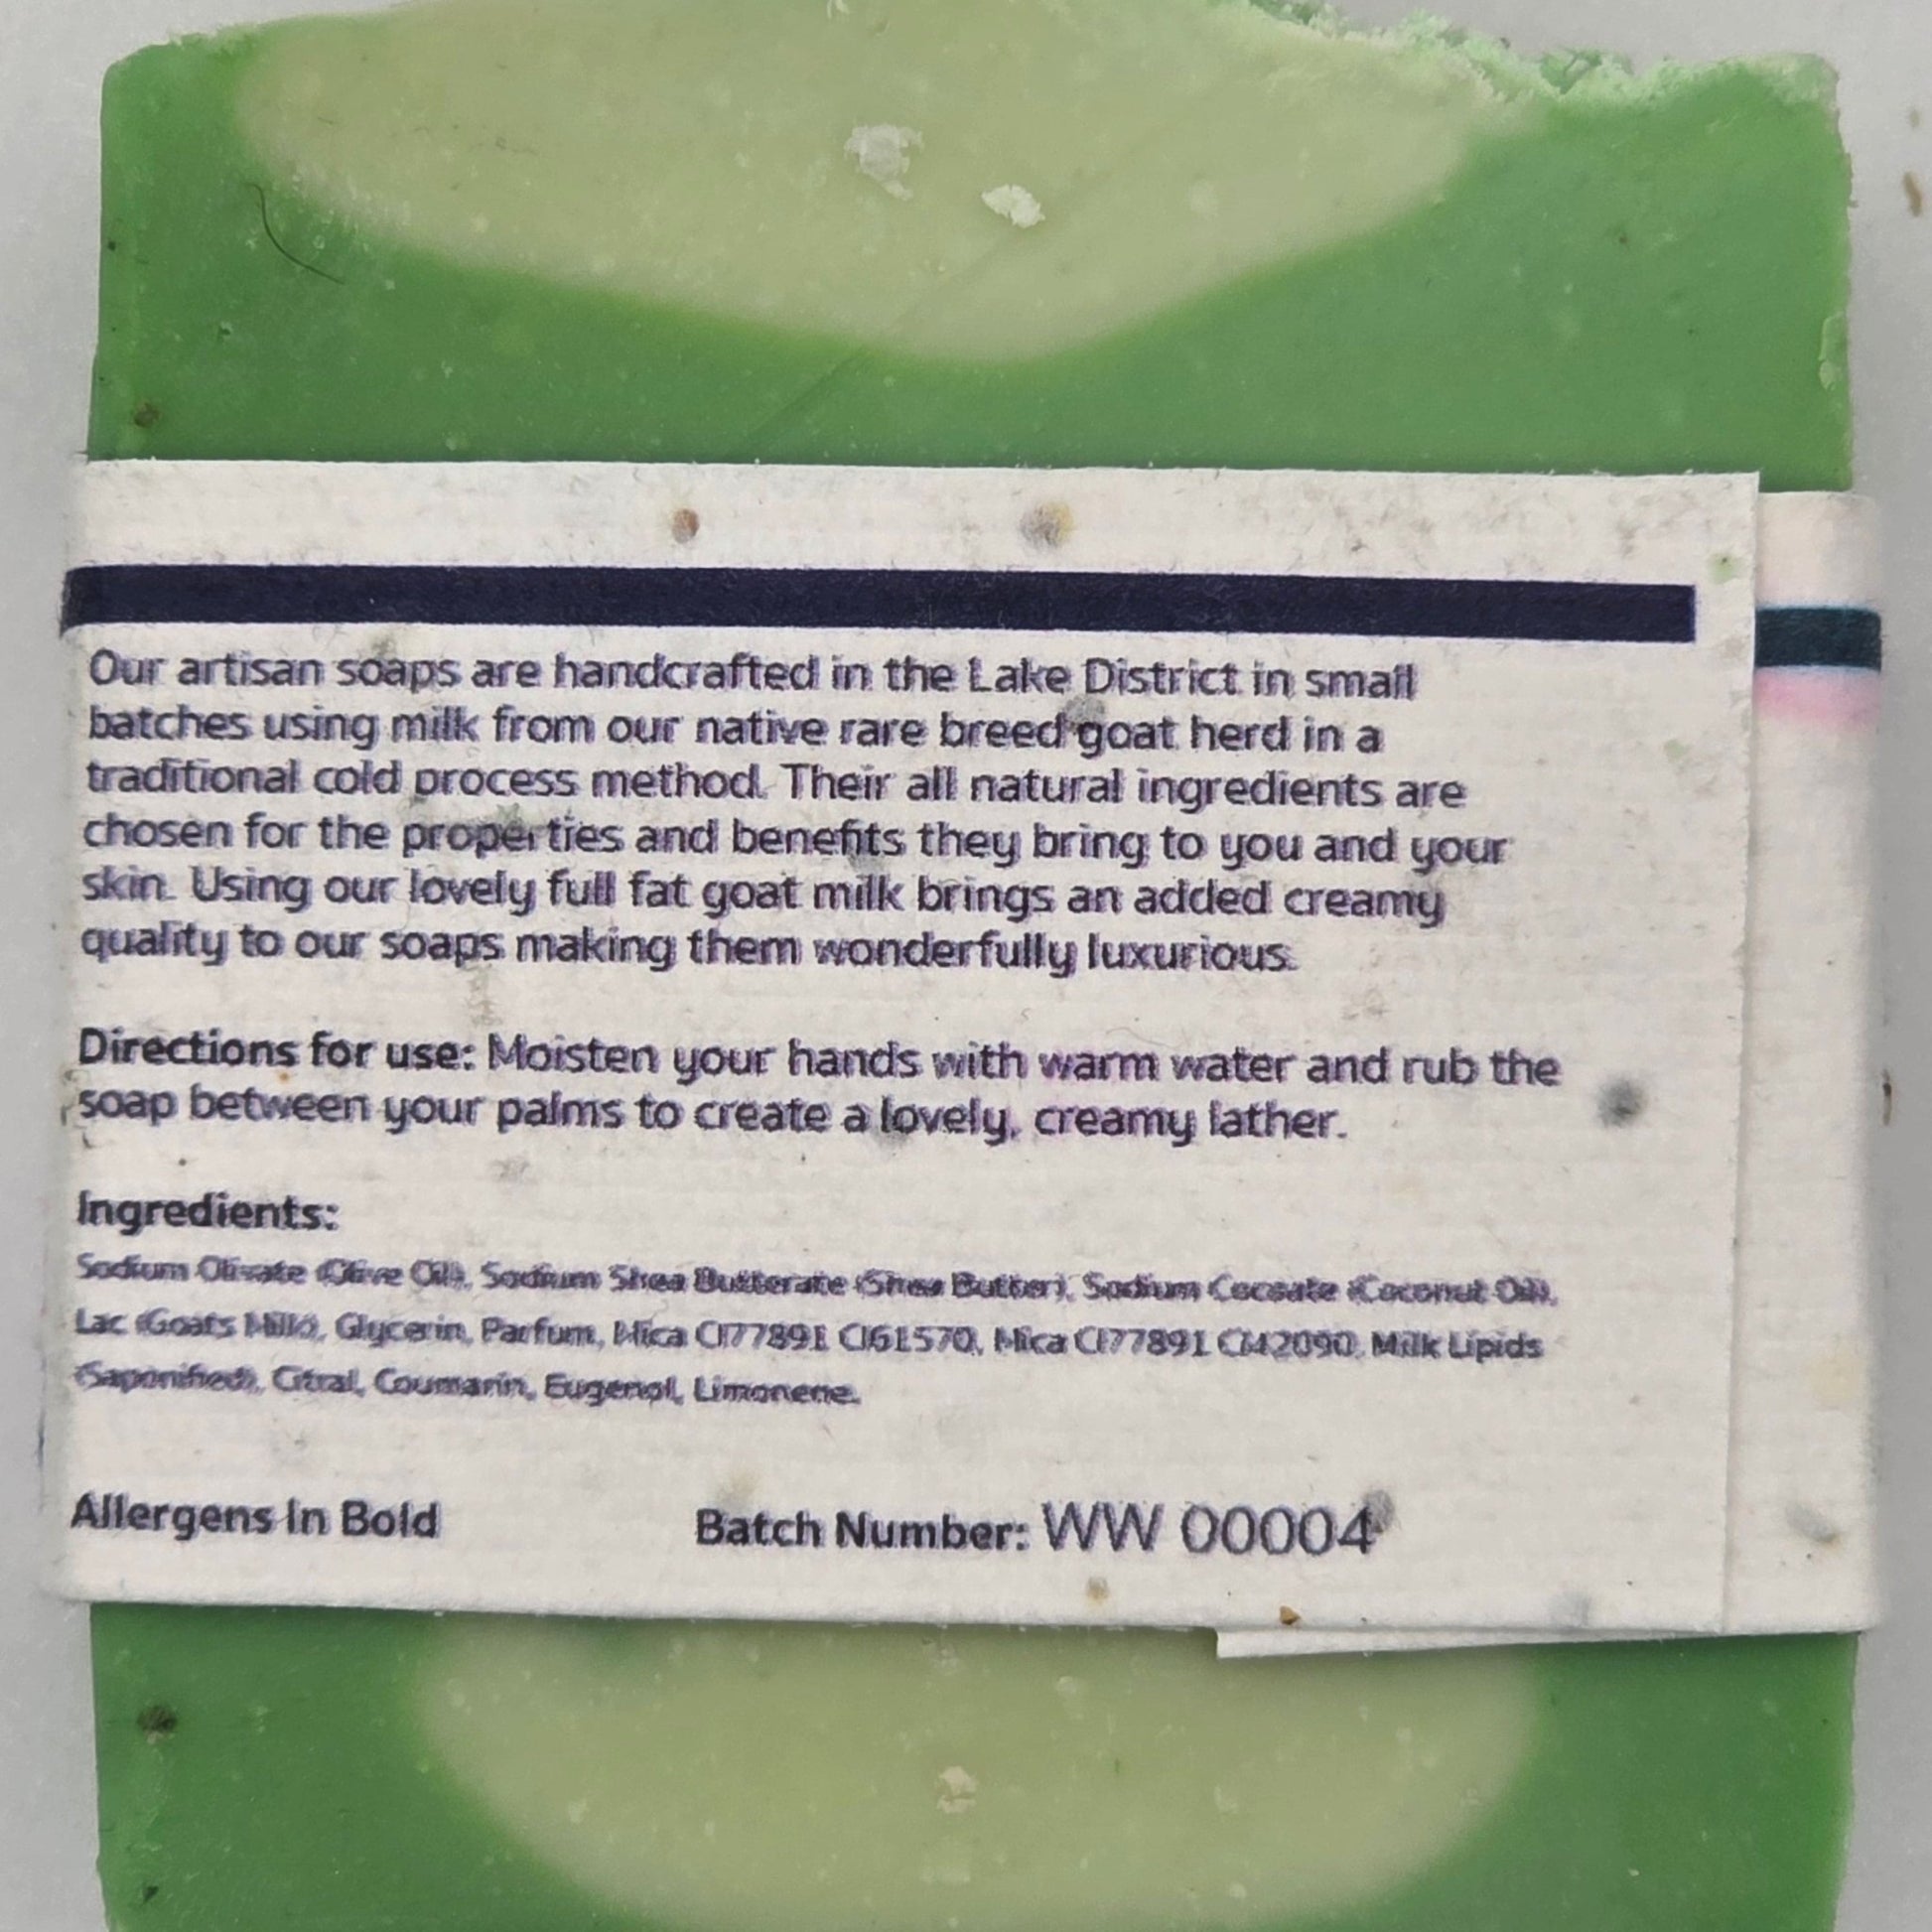 Our artisan soaps are handcrafted in the Lake District in small
batches using milk from our native rare breed goat herd in a
traditional cold process method. Their all natural ingredients are
chosen for the properties and benefits they bring to you and your
skin. Using our lovely full fat goat milk brings an added creamy
quality to our soaps making them wonderfully luxurious.
Directions for use: Moisten your hands with warm water and rub the
soap between your palms to create a lovely, creamy lather.
Ingredients:
Sodium Olivate (Olive Oil), Sodium Shea Butterate (Shea Butter), Sodium Cocoate (Coconut Oil),
Lac (Goats Milk), Glycerin, Parfum, Mica CI77891 CI61570, Mica CI77891 CI42090, Milk Lipids
(Saponified), Citral, Coumarin, Eugenol, Limonene.
Allergens In Bold
Batch Number: WW 00004